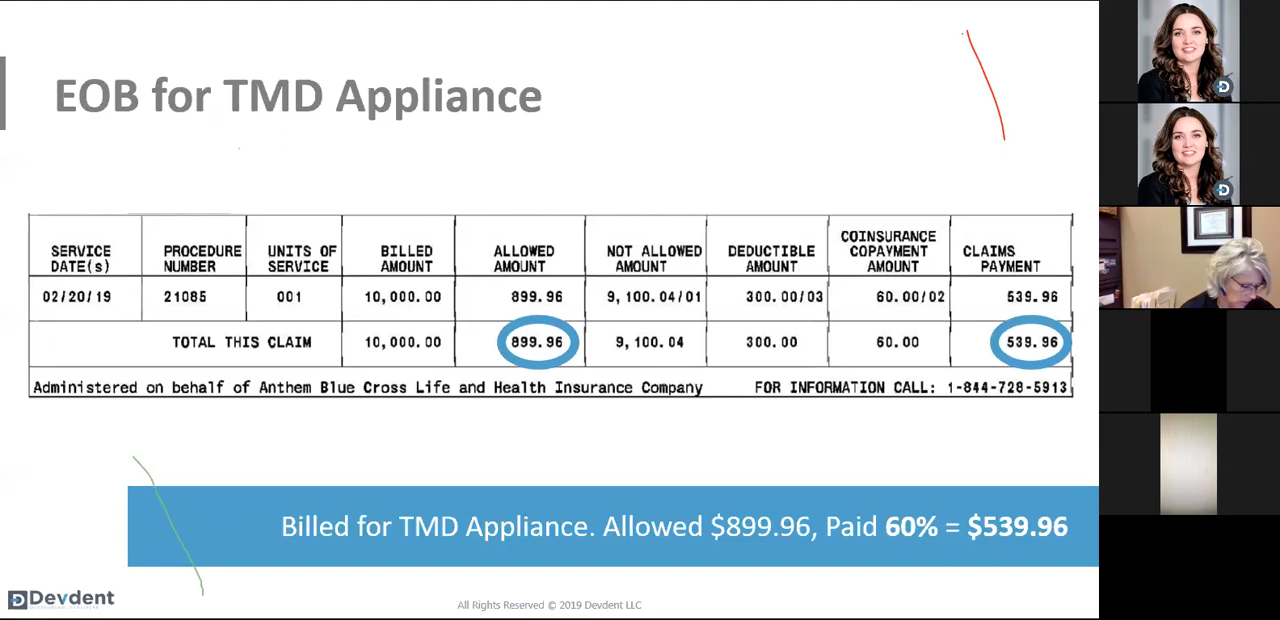 EOB for TMD Appliance
SERVICE DATE(s) PROCEDURE NUMBER UNITS OF SERVICE BILLED AMOUNT ALLOWED AMOUNT NOT ALLOWED AMOUNT DEDUCTIBLE AMOUNT COINSURANCE COPAYMENT AMOUNT CLAIMS PAYMENT
02/20/19 21085 001 10,000.00 899.96 9,100.04/01 300.00/03 60.00/02 539.96
TOTAL THIS CLAIM 10,000.00 899.96 9,100.04 300.00 60.00 539.96
Administered on behalf of Anthem Blue Cross Life and Health Insurance Company FOR INFORMATION CALL: 1-844-728-5913
Billed for TMD Appliance. Allowed $899.96, Paid 60% = $539.96
Devdent
All Rights Reserved © 2019 Devdent LLC